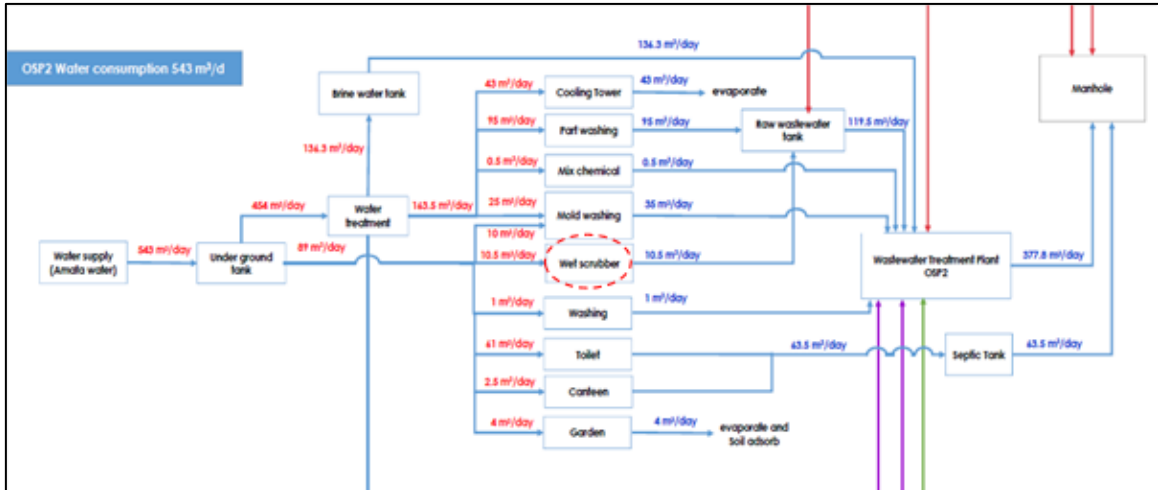 136.3 m³/day
OSP2 Water consumption 543 m³/d
Brine water tank
43 m³/day
Cooling Tower
43 m³/day
evaporate
Manhole
95 m³/day
Part washing
95 m³/day
Raw wastewater
tank
119.5 m³/day
136.3 m³/day
0.5 m³/day
Mix chemical
0.5 m³/day
454 m³/day
Water
treatment
163.5 m³/day
25 m³/day
Mold washing
35 m³/day
10 m³/day
Water supply
(Amata water)
543 m³/day
Under ground
tank
89 m³/day
10.5 m³/day
Wet scrubber
10.5 m³/day
Wastewater Treatment Plant
OSP2
377.8 m³/day
1 m³/day
Washing
1 m³/day
61 m³/day
Toilet
63.5 m³/day
Septic Tank
63.5 m³/day
2.5 m³/day
Canteen
4 m³/day
Garden
4 m³/day
evaporate and
Soil adsorb